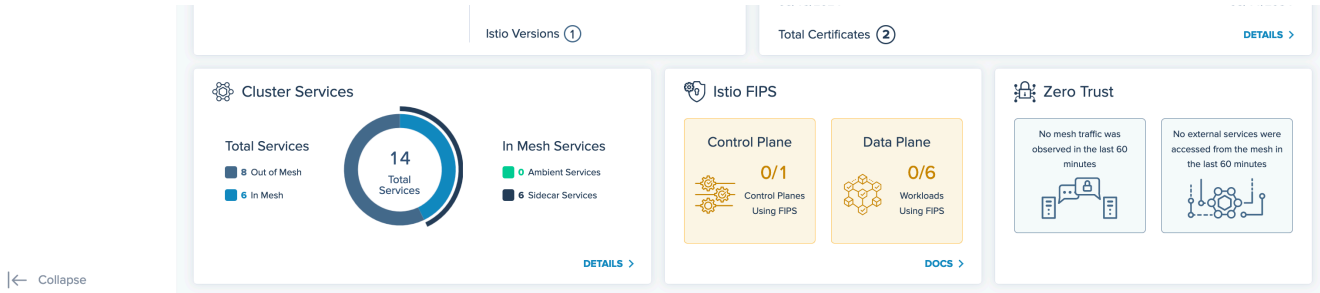 Istio Versions 1
Total Certificates 2
DETAILS >
Cluster Services
Total Services
8 Out of Mesh
6 In Mesh
14
Total
Services
In Mesh Services
0 Ambient Services
6 Sidecar Services
DETAILS >
Istio FIPS
Control Plane
0/1
Control Planes
Using FIPS
Data Plane
0/6
Workloads
Using FIPS
DOCS >
Zero Trust
No mesh traffic was
observed in the last 60
minutes
No external services were
accessed from the mesh in
the last 60 minutes
Collapse